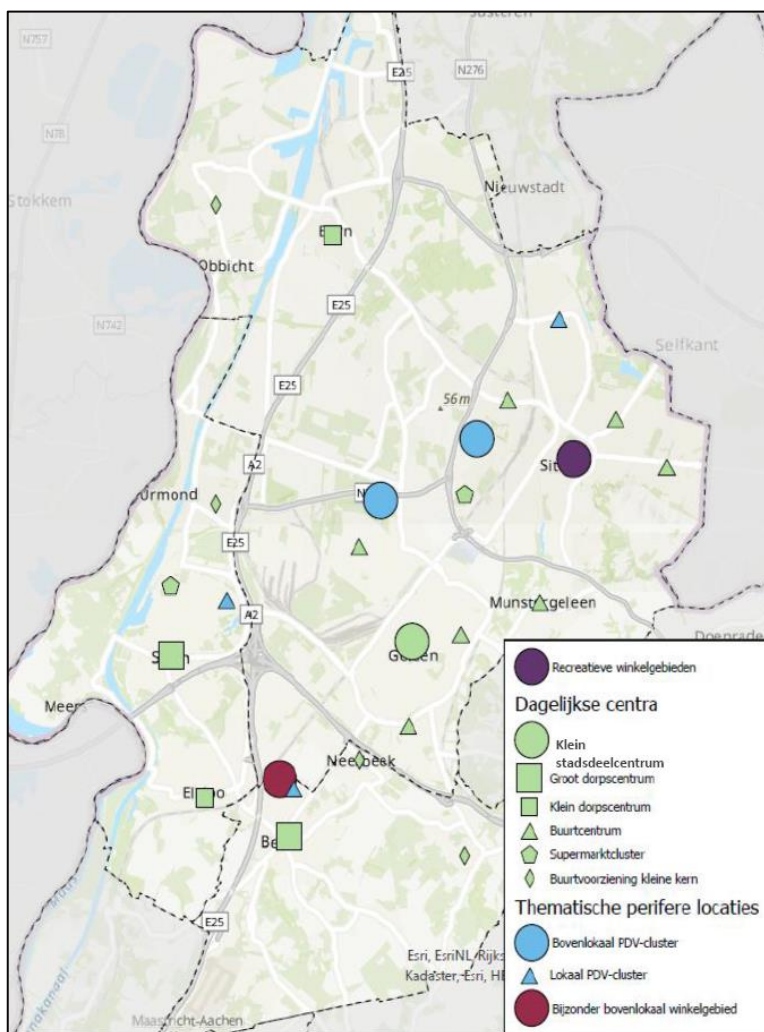 Susteren
N757
E25
N276
N78
Nieuwstadt
Stokkem
Obbicht
E25
N742
Selfkant
E25
56 m
A2
Urmond
E25
Munstergeleen
A2
Doenrade
Neerbeek
E25
Maastricht-Aachen
Esri, EsriNL, Rijks
Kadaster, Esri, HE
Recreatieve winkelgebieden
Dagelijkse centra
Klein
stadsdeelcentrum
Groot dorpscentrum
Klein dorpscentrum
Buurtcentrum
Supermarktcluster
Buurtvoorziening kleine kern
Thematische perifere locaties
Bovenlokaal PDV-cluster
Lokaal PDV-cluster
Bijzonder bovenlokaal winkelgebied